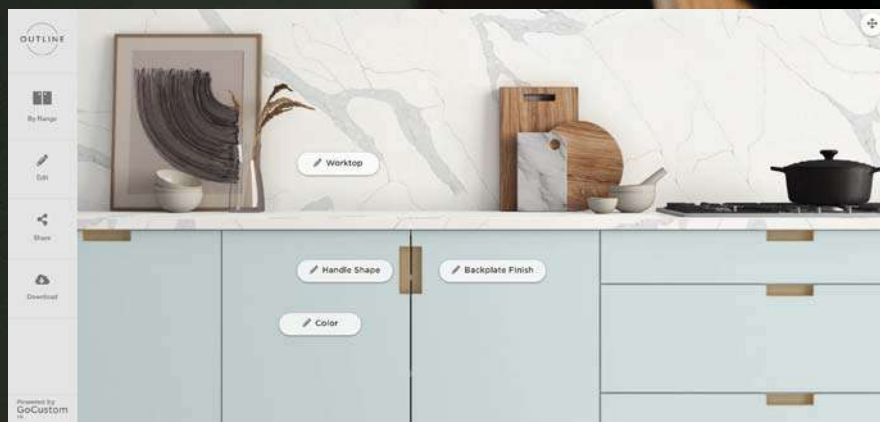 OUTLINE
By Range
Edit
Share
Download
Powered by
GoCustom
Worktop
Handle Shape
Backplate Finish
Color